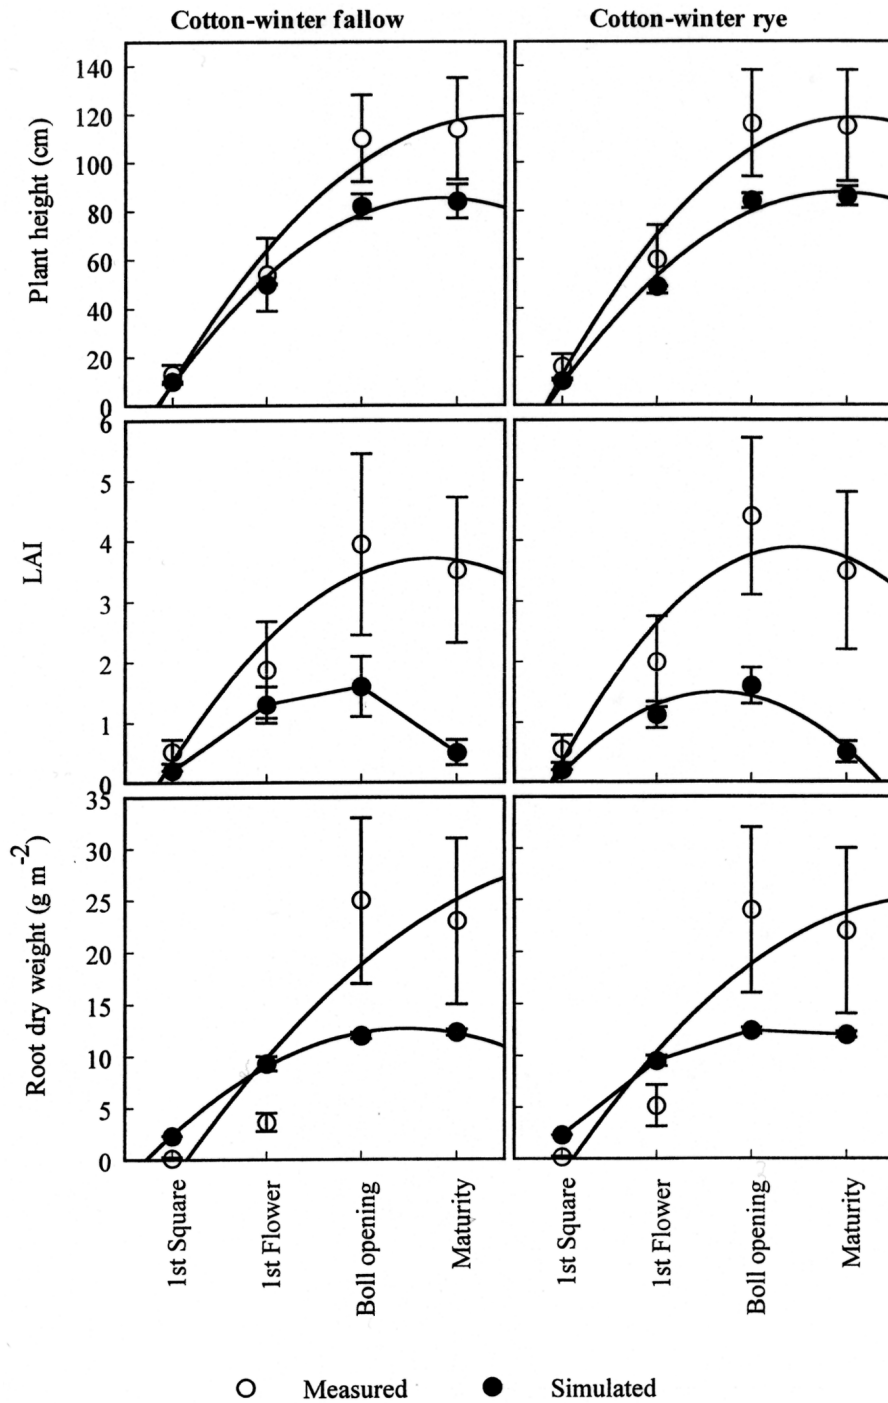 Cotton-winter fallow
Cotton-winter rye
Plant height (cm)
140
120
100
80
60
40
20
0
LAI
6
5
4
3
2
1
0
Root dry weight (g m-2)
35
30
25
20
15
10
5
0
1st Square
1st Flower
Boll opening
Maturity
1st Square
1st Flower
Boll opening
Maturity
Measured
Simulated